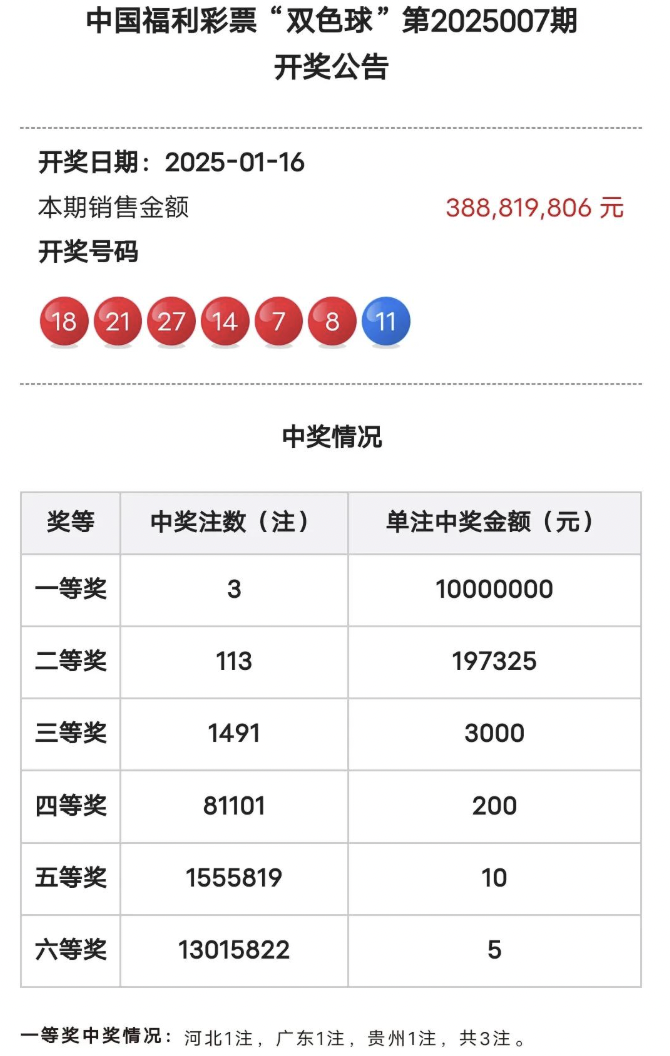 中国福利彩票“双色球”第2025007期
开奖公告
开奖日期：2025-01-16
本期销售金额 388,819,806 元
开奖号码
18 21 27 14 7 8 11
中奖情况
奖等 中奖注数（注） 单注中奖金额（元）
一等奖 3 10000000
二等奖 113 197325
三等奖 1491 3000
四等奖 81101 200
五等奖 1555819 10
六等奖 13015822 5
一等奖中奖情况：河北1注，广东1注，贵州1注，共3注。